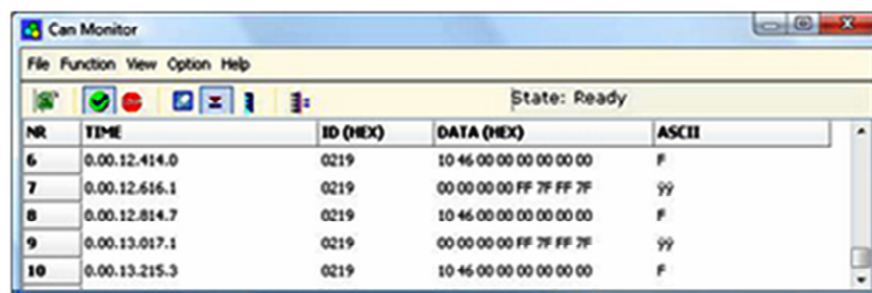 Can Monitor
File Function View Option Help
State: Ready
NR TIME ID (HEX) DATA (HEX) ASCII
6 0.00.12.414.0 0219 10 46 00 00 00 00 00 00 F
7 0.00.12.616.1 0219 00 00 00 00 FF 7F FF 7F ÿÿ
8 0.00.12.814.7 0219 10 46 00 00 00 00 00 00 F
9 0.00.13.017.1 0219 00 00 00 00 FF 7F FF 7F ÿÿ
10 0.00.13.215.3 0219 10 46 00 00 00 00 00 00 F